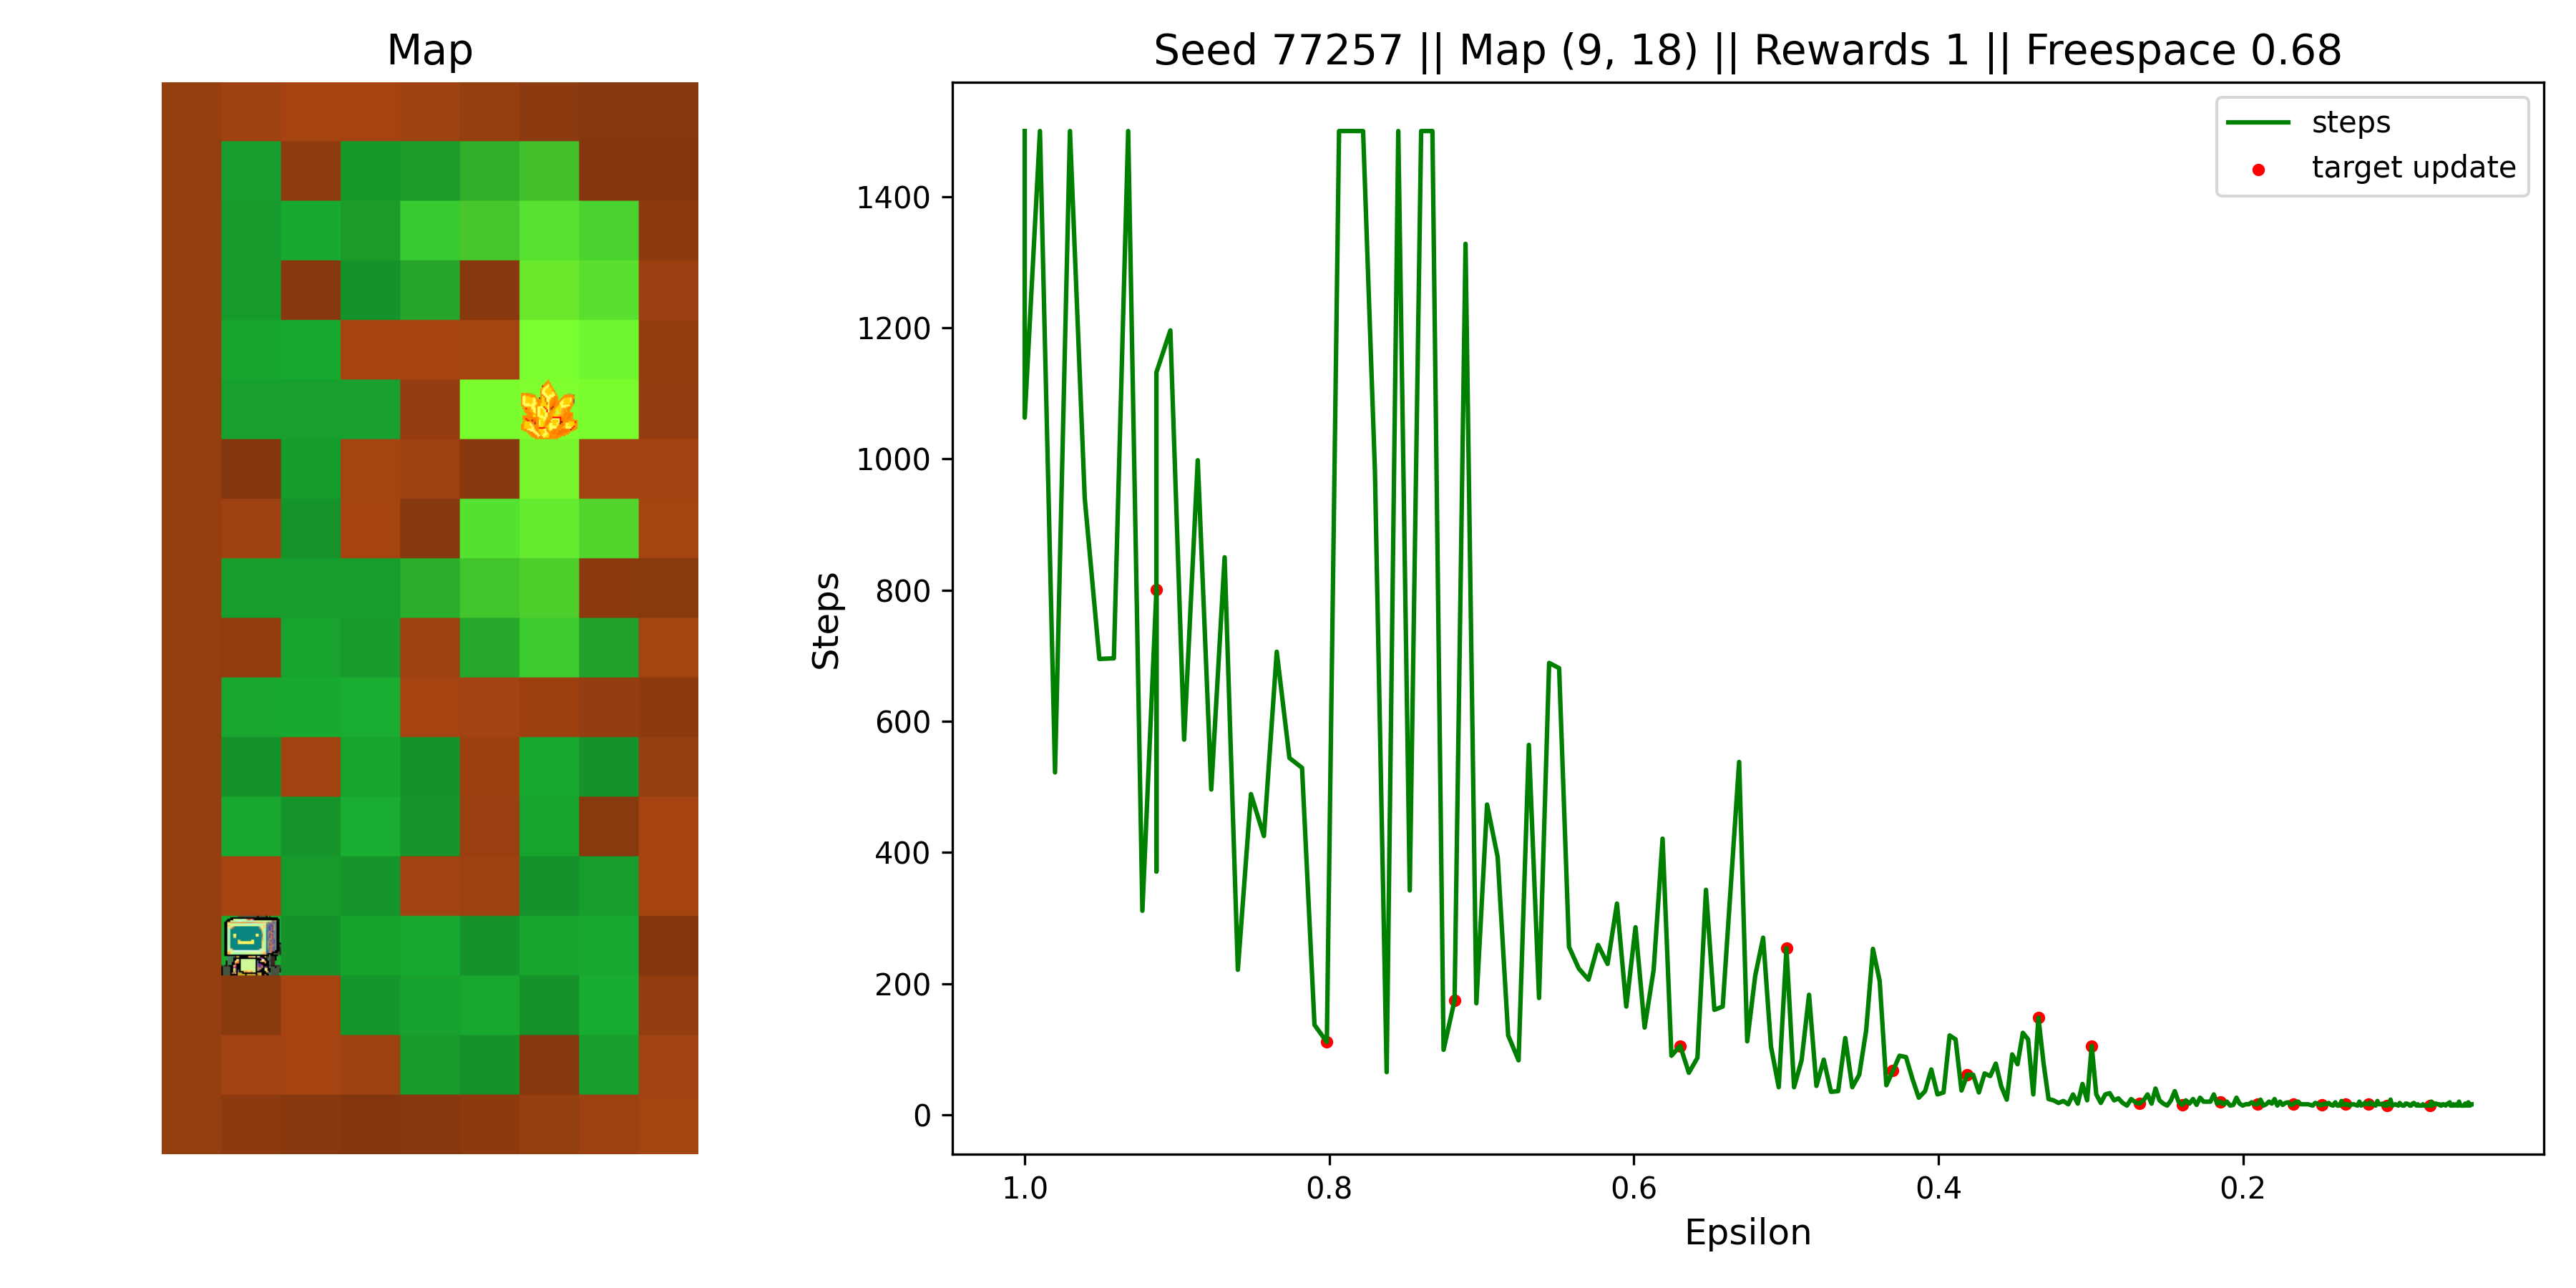 Map
Seed 77257 || Map (9, 18) || Rewards 1 || Freespace 0.68
steps
target update
1400
1200
1000
800
600
400
200
0
Steps
1.0
0.8
0.6
0.4
0.2
Epsilon